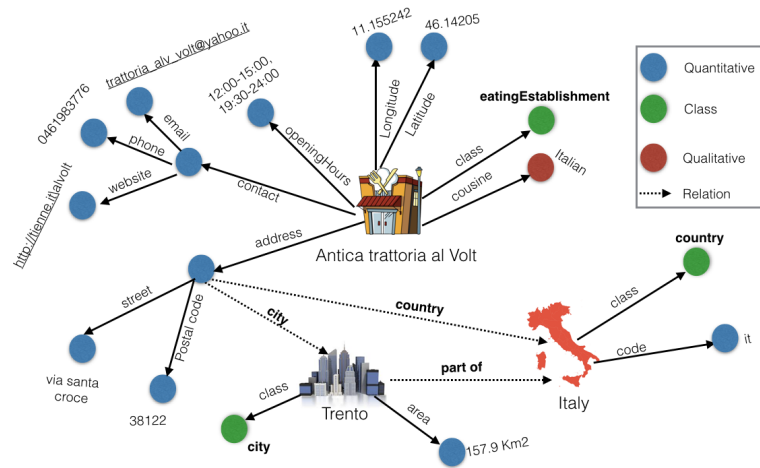 11.155242
46.14205
trattoria_alv_volt@yahoo.it
12:00-15:00,
19:30-24:00
0461983776
Longitude
Latitude
eatingEstablishment
email
openingHours
class
phone
Italian
cousine
website
contact
http://tienne.it\alvolt
address
Antica trattoria al Volt
Quantitative
Class
Qualitative
Relation
country
street
Postal code
country
class
city
code
it
via santa
croce
part of
38122
class
Trento
area
Italy
city
157.9 Km2